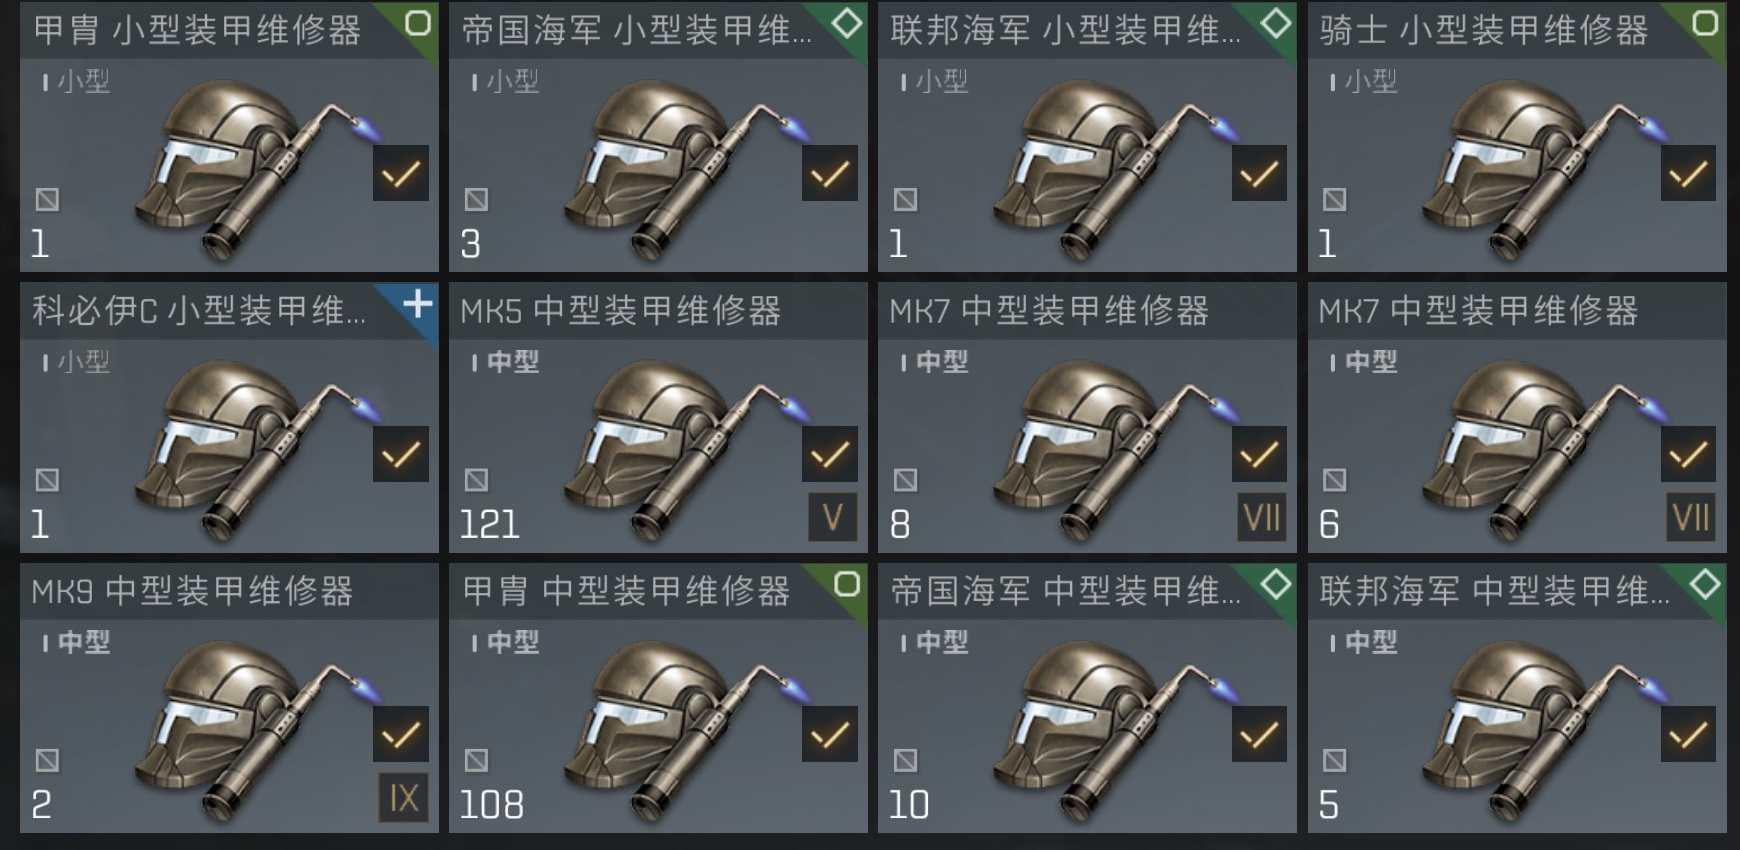 甲胄 小型装甲维修器
小型
1
帝国海军 小型装甲维...
小型
3
联邦海军 小型装甲维...
小型
1
骑士 小型装甲维修器
小型
1
科必伊C 小型装甲维...
小型
1
MK5 中型装甲维修器
中型
121
V
MK7 中型装甲维修器
中型
8
VII
MK7 中型装甲维修器
中型
6
VII
MK9 中型装甲维修器
中型
2
IX
甲胄 中型装甲维修器
中型
108
帝国海军 中型装甲维...
中型
10
联邦海军 中型装甲维...
中型
5